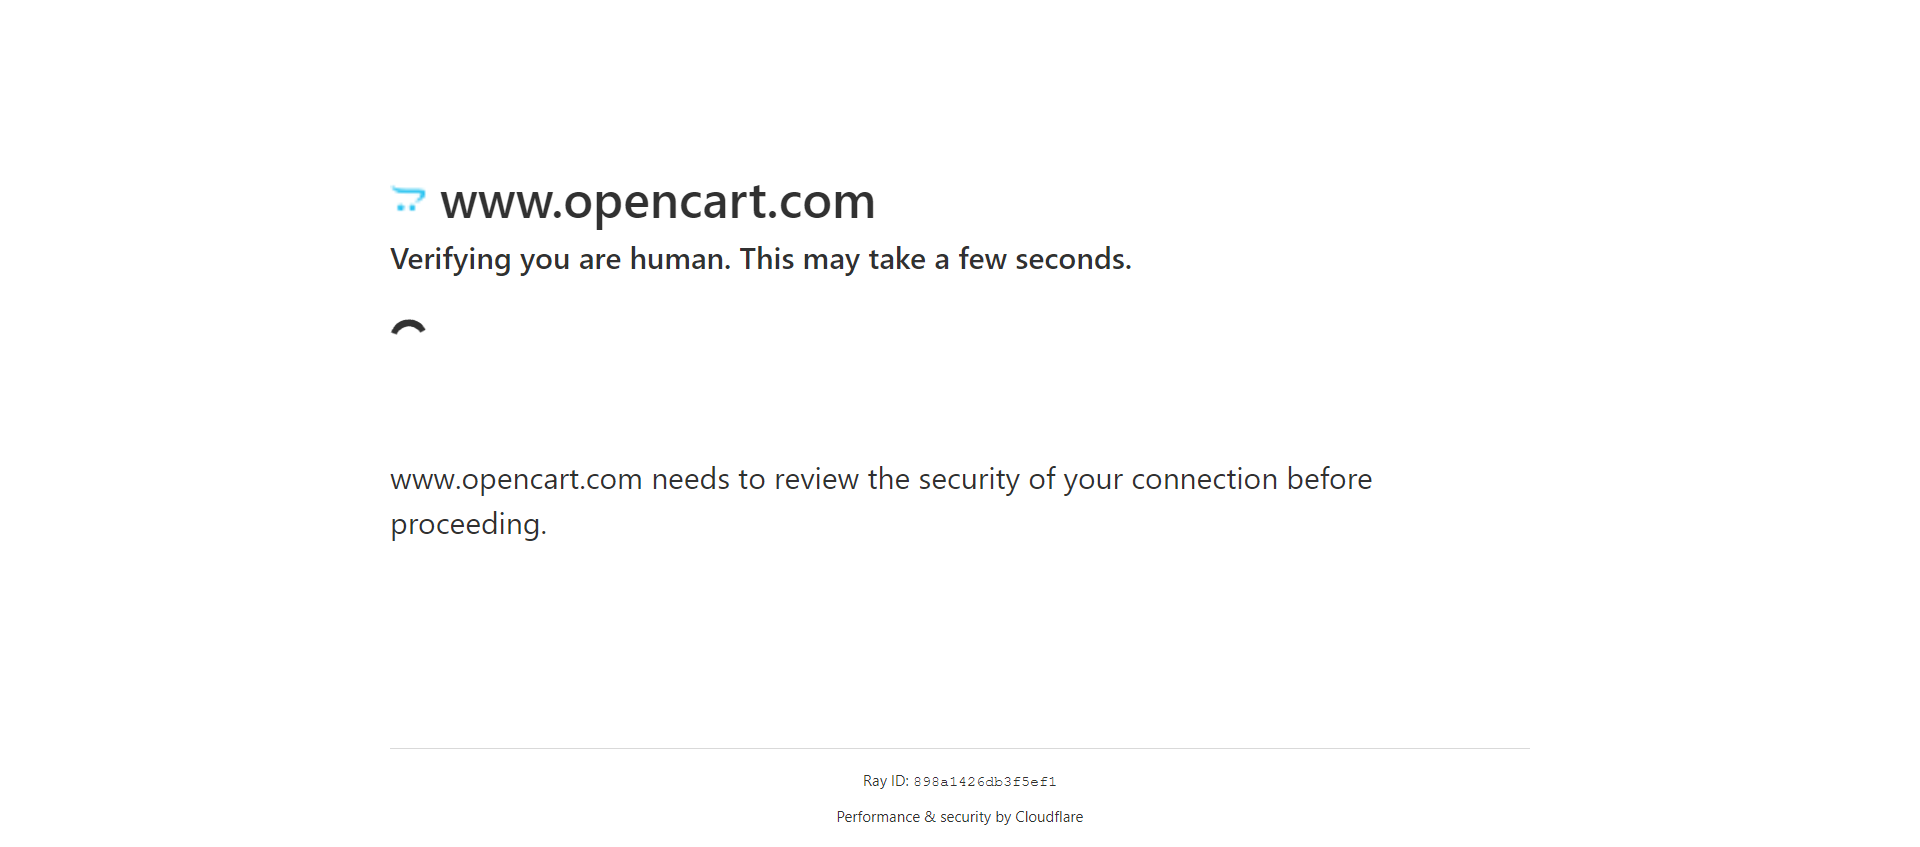 www.opencart.com
Verifying you are human. This may take a few seconds.
www.opencart.com needs to review the security of your connection before
proceeding.
Ray ID: 898a1426db3f5ef1
Performance & security by Cloudflare